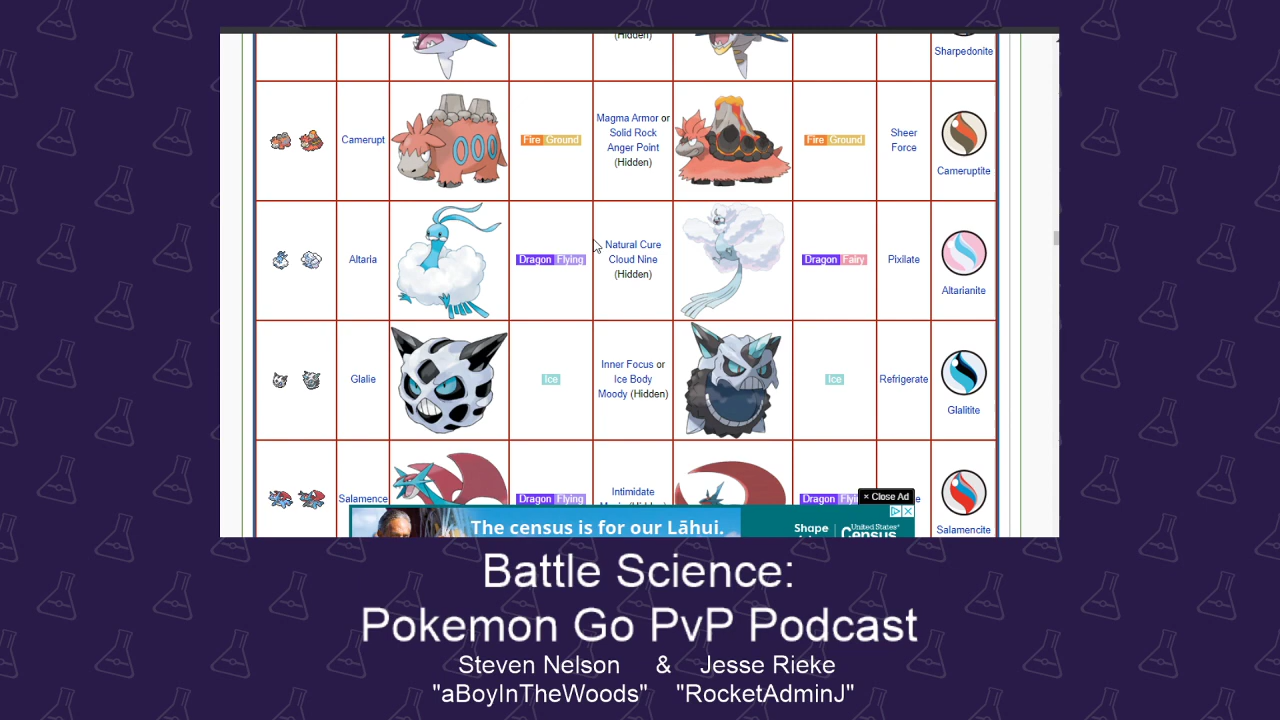 (Hidden)
Sharpedonite
Camerupt
Fire Ground
Magma Armor or
Solid Rock
Anger Point
(Hidden)
Fire Ground
Sheer
Force
Cameruptite
Altaria
Dragon Flying
Natural Cure
Cloud Nine
(Hidden)
Dragon Fairy
Pixilate
Altarianite
Glalie
Ice
Inner Focus or
Ice Body
Moody (Hidden)
Ice
Refrigerate
Glalitite
Salamence
Dragon Flying
Intimidate
Dragon
Salamencite
× Close Ad
The census is for our Lāhui.
Shape
United States®
Census
Battle Science:
Pokemon Go PvP Podcast
Steven Nelson & Jesse Rieke
"aBoyInTheWoods" "RocketAdminJ"